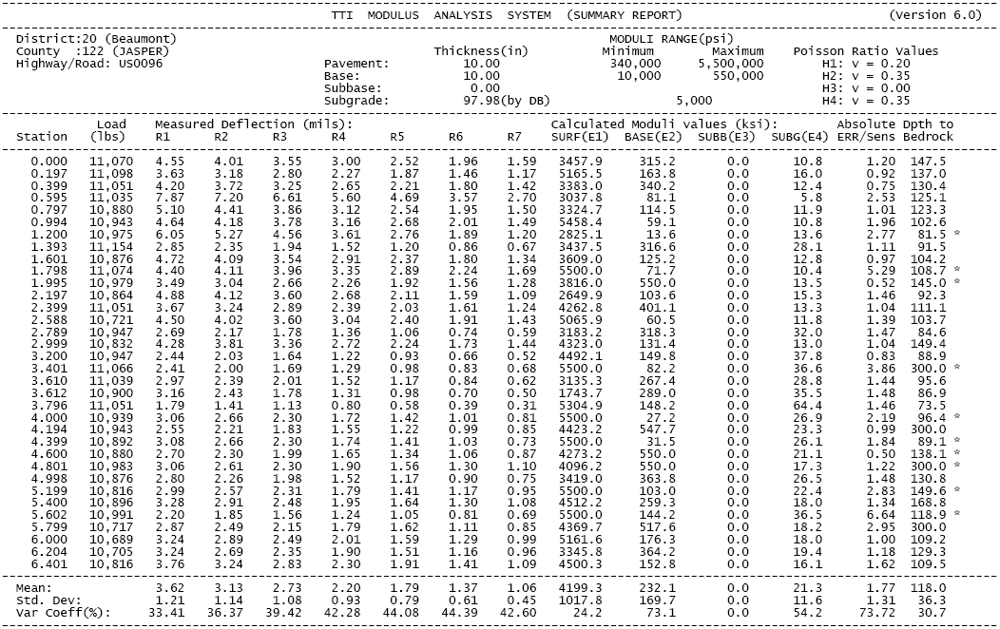 TTI MODULUS ANALYSIS SYSTEM (SUMMARY REPORT) (Version 6.0)
District:20 (Beaumont) MODULI RANGE(psi)
County :122 (JASPER) Thickness(in) Minimum Maximum Poisson Ratio Values
Highway/Road: US0096 Pavement: 10.00 340,000 5,500,000 H1: v = 0.20
Base: 10.00 10,000 550,000 H2: v = 0.35
Subbase: 0.00 H3: v = 0.00
Subgrade: 97.98(by DB) 5,000 H4: v = 0.35
Load Measured Deflection (mils): Calculated Moduli values (ksi): Absolute Dpth to
Station (lbs) R1 R2 R3 R4 R5 R6 R7 SURF(E1) BASE(E2) SUBB(E3) SUBG(E4) ERR/Sens Bedrock
0.000 11,070 4.55 4.01 3.55 3.00 2.52 1.96 1.59 3457.9 315.2 0.0 10.8 1.20 147.5
0.197 11,098 3.63 3.18 2.80 2.27 1.87 1.46 1.17 5165.5 163.8 0.0 16.0 0.92 137.0
0.399 11,051 4.20 3.72 3.25 2.65 2.21 1.80 1.42 3383.0 340.2 0.0 12.4 0.75 130.4
0.595 11,035 7.87 7.20 6.61 5.60 4.69 3.57 2.70 3037.8 81.1 0.0 5.8 2.53 125.1
0.797 10,880 5.10 4.41 3.86 3.12 2.54 1.95 1.50 3324.7 114.5 0.0 11.9 1.01 123.3
0.994 10,943 4.64 4.18 3.78 3.16 2.68 2.01 1.49 5458.4 59.1 0.0 10.8 1.96 102.6
1.200 10,975 6.05 5.27 4.56 3.61 2.76 1.89 1.20 2825.1 13.6 0.0 13.6 2.77 81.5 *
1.393 11,154 2.85 2.35 1.94 1.52 1.20 0.86 0.67 3437.5 316.6 0.0 28.1 1.11 91.5
1.601 10,876 4.72 4.09 3.54 2.91 2.37 1.80 1.34 3609.0 125.2 0.0 12.8 0.97 104.2
1.798 11,074 4.40 4.11 3.96 3.35 2.89 2.24 1.69 5500.0 71.7 0.0 10.4 5.29 108.7 *
1.995 10,979 3.49 3.04 2.66 2.26 1.92 1.56 1.28 3816.0 550.0 0.0 13.5 0.52 145.0 *
2.197 10,864 4.88 4.12 3.60 2.68 2.11 1.59 1.09 2649.9 103.6 0.0 15.3 1.46 92.3
2.399 11,051 3.67 3.24 2.89 2.39 2.03 1.61 1.24 4262.8 401.1 0.0 13.3 1.04 111.1
2.588 10,721 4.50 4.02 3.60 3.04 2.40 1.91 1.43 5065.9 60.5 0.0 11.8 1.39 103.7
2.789 10,947 2.69 2.17 1.78 1.36 1.06 0.74 0.59 3183.2 318.3 0.0 32.0 1.47 84.6
2.999 10,832 4.28 3.81 3.36 2.72 2.24 1.73 1.44 4323.0 131.4 0.0 13.0 1.04 149.4
3.200 10,947 2.44 2.03 1.64 1.22 0.93 0.66 0.52 4492.1 149.8 0.0 37.8 0.83 88.9
3.401 11,066 2.41 2.00 1.69 1.29 0.98 0.83 0.68 5500.0 82.2 0.0 36.6 3.86 300.0 *
3.610 11,039 2.97 2.39 2.01 1.52 1.17 0.84 0.62 3135.3 267.4 0.0 28.8 1.44 95.6
3.612 10,900 3.16 2.43 1.78 1.31 0.98 0.70 0.50 1743.7 289.0 0.0 35.5 1.48 86.9
3.796 11,051 1.79 1.41 1.13 0.80 0.58 0.39 0.31 5304.9 148.2 0.0 64.4 1.46 73.5
4.000 10,939 3.06 2.66 2.30 1.72 1.42 1.01 0.81 5500.0 27.2 0.0 26.9 2.19 96.4 *
4.194 10,943 2.55 2.21 1.83 1.55 1.22 0.99 0.85 4423.2 547.7 0.0 23.3 0.99 300.0
4.399 10,892 3.08 2.66 2.30 1.74 1.41 1.03 0.73 5500.0 31.5 0.0 26.1 1.84 89.1 *
4.600 10,880 2.70 2.30 1.99 1.65 1.34 1.06 0.87 4273.2 550.0 0.0 21.1 0.50 138.1 *
4.801 10,983 3.06 2.61 2.30 1.90 1.56 1.30 1.10 4096.2 550.0 0.0 17.3 1.22 300.0 *
4.998 10,876 2.80 2.26 1.98 1.52 1.17 0.90 0.75 3419.0 363.8 0.0 26.5 1.48 130.8
5.199 10,816 2.99 2.57 2.31 1.79 1.41 1.17 0.95 5500.0 103.0 0.0 22.4 2.83 149.6 *
5.400 10,896 3.28 2.91 2.48 1.95 1.64 1.30 1.08 4512.2 259.3 0.0 18.0 1.34 168.8
5.602 10,991 2.20 1.85 1.56 1.24 1.05 0.81 0.69 5500.0 144.2 0.0 36.5 6.64 118.9 *
5.799 10,717 2.87 2.49 2.15 1.79 1.62 1.11 0.85 4369.7 517.6 0.0 18.2 2.95 300.0
6.000 10,689 3.24 2.89 2.49 2.01 1.59 1.29 0.99 5161.6 176.3 0.0 18.0 1.00 109.2
6.204 10,705 3.24 2.69 2.35 1.90 1.51 1.16 0.96 3345.8 364.2 0.0 19.4 1.18 129.3
6.401 10,816 3.76 3.24 2.83 2.30 1.91 1.41 1.09 4500.3 152.8 0.0 16.1 1.62 109.5
Mean: 3.62 3.13 2.73 2.20 1.79 1.37 1.06 4199.3 232.1 0.0 21.3 1.77 118.0
Std. Dev: 1.21 1.14 1.08 0.93 0.79 0.61 0.45 1017.8 169.7 0.0 11.6 1.31 36.3
Var Coeff(%): 33.41 36.37 39.42 42.28 44.08 44.39 42.60 24.2 73.1 0.0 54.2 73.72 30.7